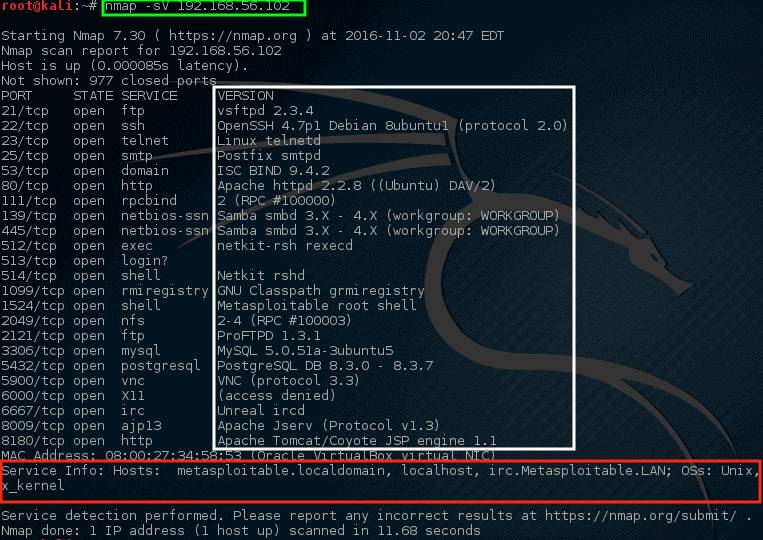 root@kali:~# nmap -sV 192.168.56.102
Starting Nmap 7.30 ( https://nmap.org ) at 2016-11-02 20:47 EDT
Nmap scan report for 192.168.56.102
Host is up (0.000085s latency).
Not shown: 977 closed ports
PORT     STATE SERVICE     VERSION
21/tcp   open  ftp         vsftpd 2.3.4
22/tcp   open  ssh         OpenSSH 4.7p1 Debian 8ubuntu1 (protocol 2.0)
23/tcp   open  telnet      Linux telnetd
25/tcp   open  smtp        Postfix smtpd
53/tcp   open  domain      ISC BIND 9.4.2
80/tcp   open  http        Apache httpd 2.2.8 ((Ubuntu) DAV/2)
111/tcp  open  rpcbind     2 (RPC #100000)
139/tcp  open  netbios-ssn Samba smbd 3.X - 4.X (workgroup: WORKGROUP)
445/tcp  open  netbios-ssn Samba smbd 3.X - 4.X (workgroup: WORKGROUP)
512/tcp  open  exec        netkit-rsh rexecd
513/tcp  open  login?
514/tcp  open  shell       Netkit rshd
1099/tcp open  rmiregistry GNU Classpath grmiregistry
1524/tcp open  shell       Metasploitable root shell
2049/tcp open  nfs         2-4 (RPC #100003)
2121/tcp open  ftp         ProFTPD 1.3.1
3306/tcp open  mysql       MySQL 5.0.51a-3ubuntu5
5432/tcp open  postgresql  PostgreSQL DB 8.3.0 - 8.3.7
5900/tcp open  vnc         VNC (protocol 3.3)
6000/tcp open  X11         (access denied)
6667/tcp open  irc         Unreal ircd
8009/tcp open  ajp13       Apache Jserv (Protocol v1.3)
8180/tcp open  http        Apache Tomcat/Coyote JSP engine 1.1
MAC Address: 08:00:27:34:58:53 (Oracle VirtualBox virtual NIC)
Service Info: Hosts:  metasploitable.localdomain, localhost, irc.Metasploitable.LAN; OSs: Unix,
x_kernel
Service detection performed. Please report any incorrect results at https://nmap.org/submit/ .
Nmap done: 1 IP address (1 host up) scanned in 11.68 seconds